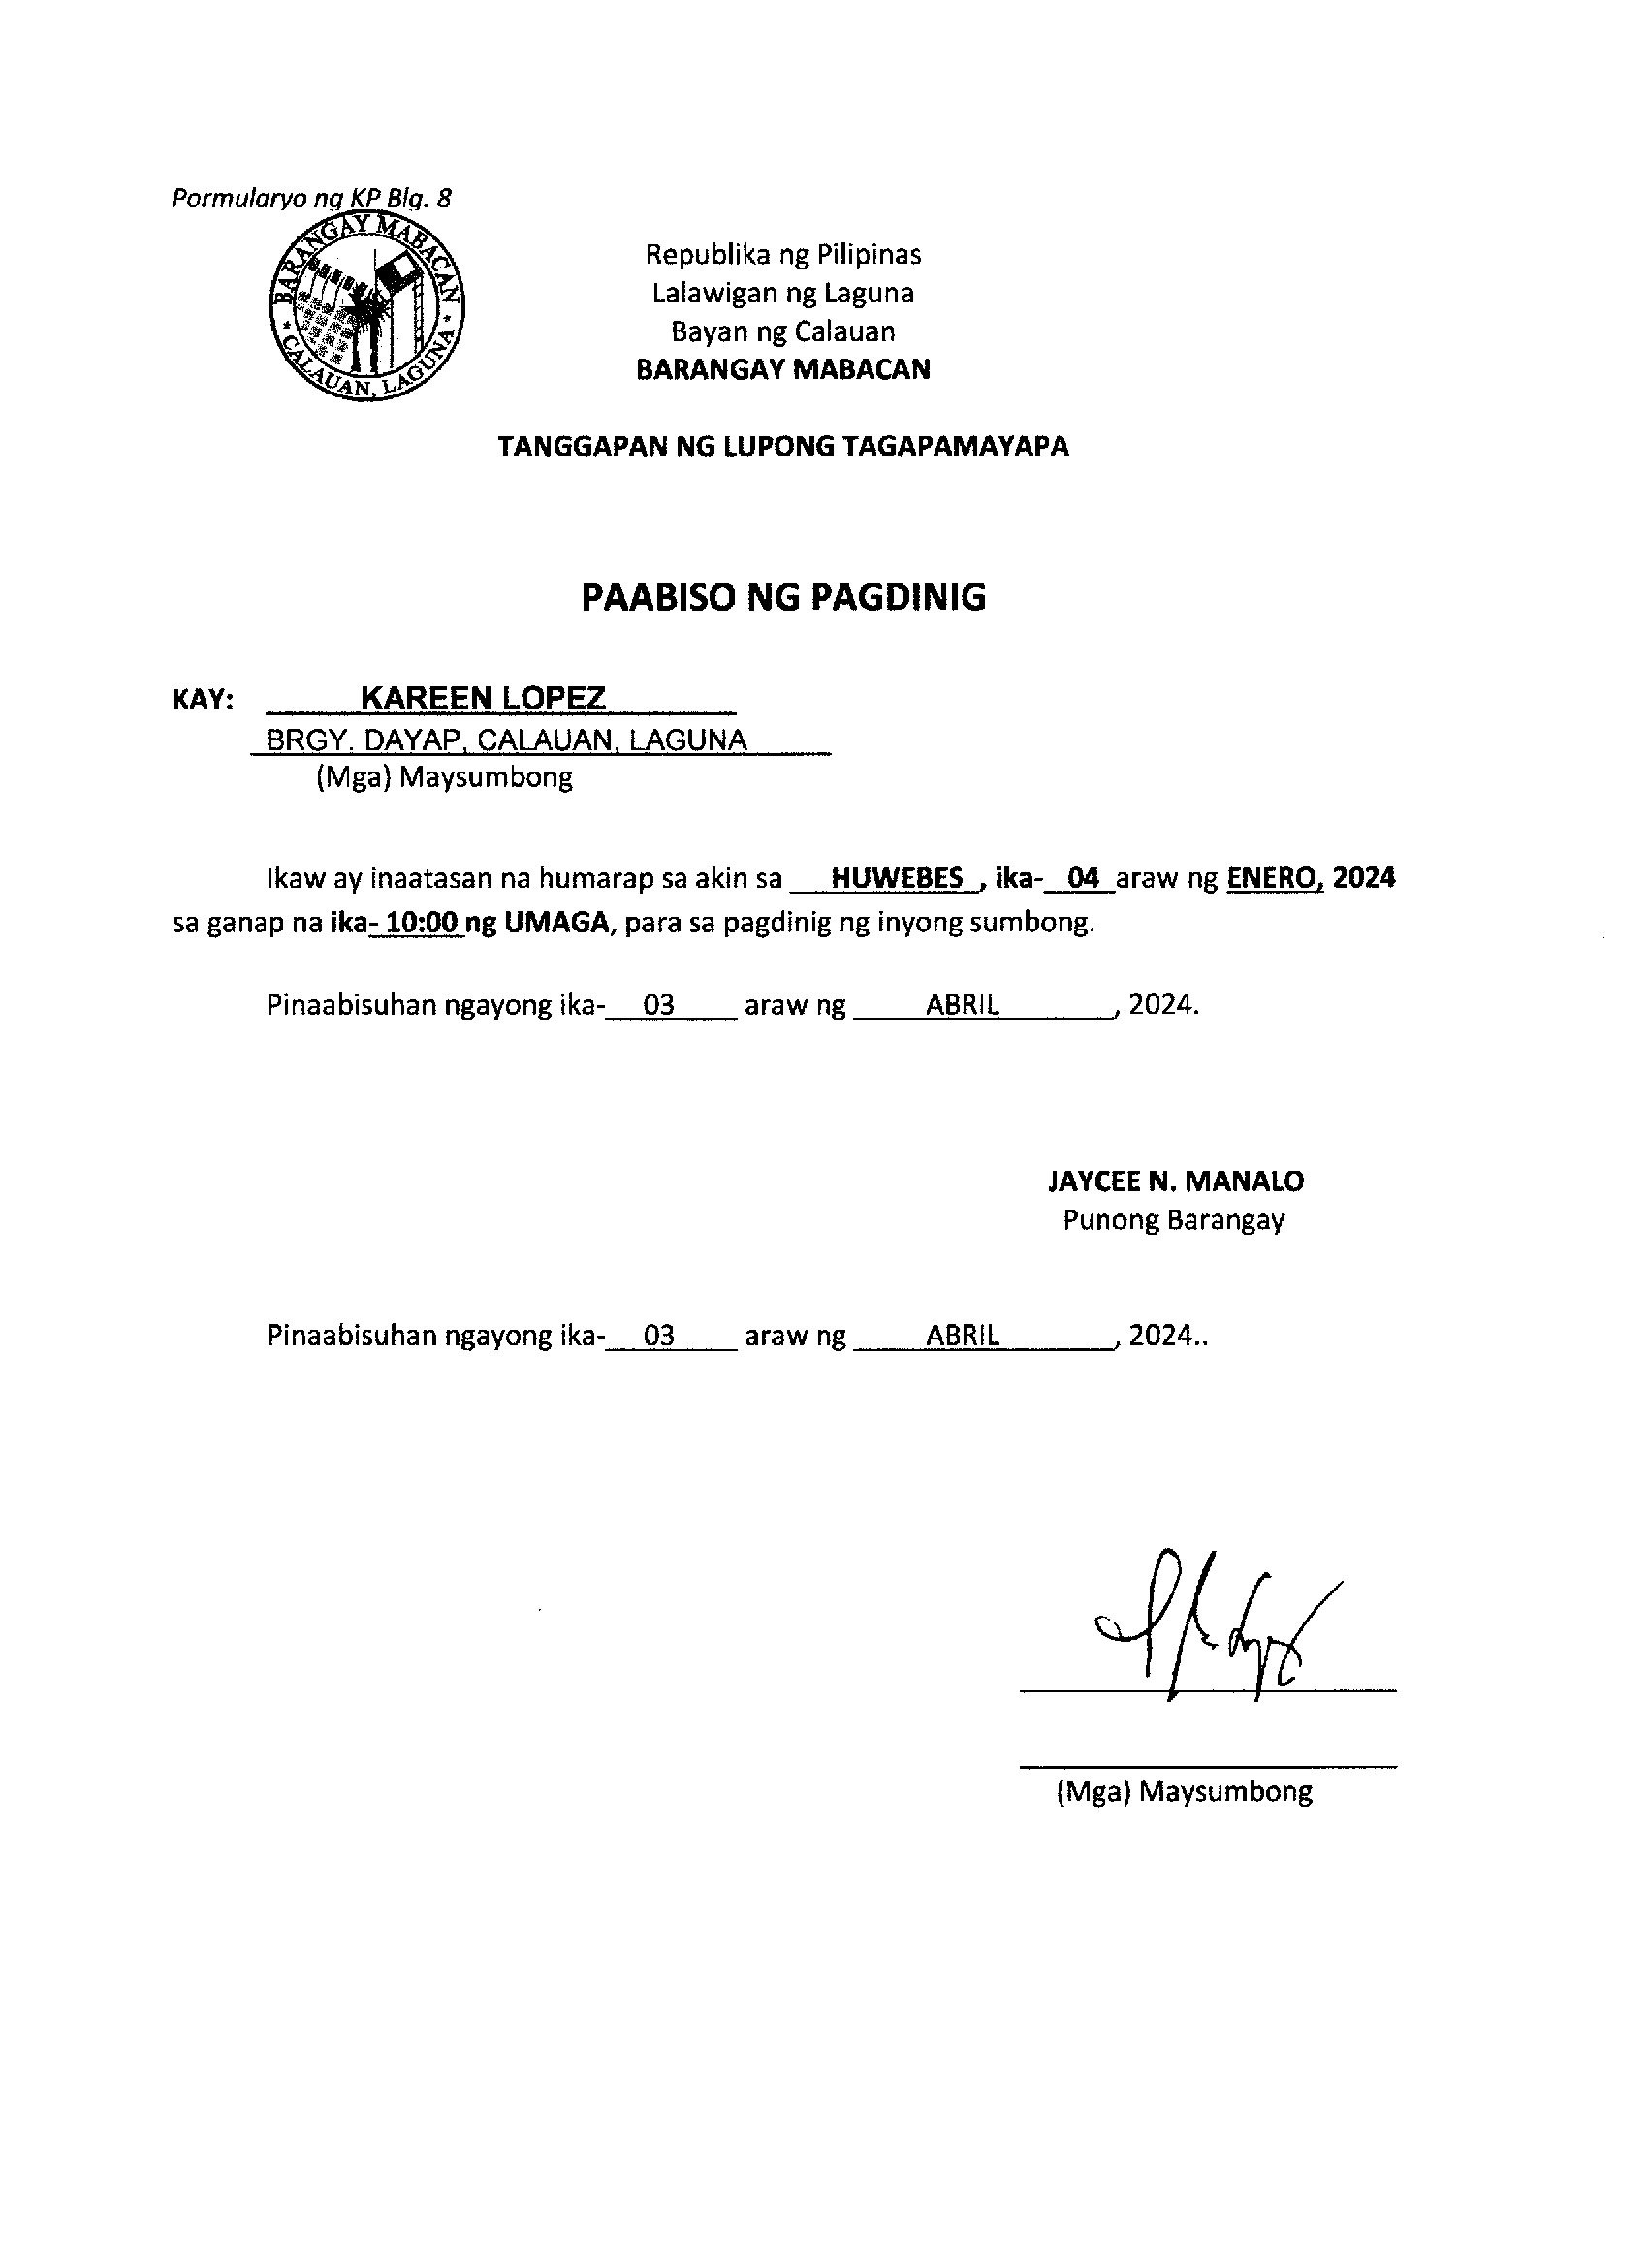 Pormularyo ng KP Blg. 8
BARANGAY MABACAN
* CALAUAN, LAGUNA *
Republika ng Pilipinas
Lalawigan ng Laguna
Bayan ng Calauan
BARANGAY MABACAN
TANGGAPAN NG LUPONG TAGAPAMAYAPA
PAABISO NG PAGDINIG
KAY: KAREEN LOPEZ
BRGY. DAYAP, CALAUAN, LAGUNA
(Mga) Maysumbong
Ikaw ay inaatasan na humarap sa akin sa HUWEBES , ika- 04 araw ng ENERO, 2024
sa ganap na ika- 10:00 ng UMAGA, para sa pagdinig ng inyong sumbong.
Pinaabisuhan ngayong ika- 03 araw ng ABRIL , 2024.
JAYCEE N. MANALO
Punong Barangay
Pinaabisuhan ngayong ika- 03 araw ng ABRIL , 2024..
(Mga) Maysumbong